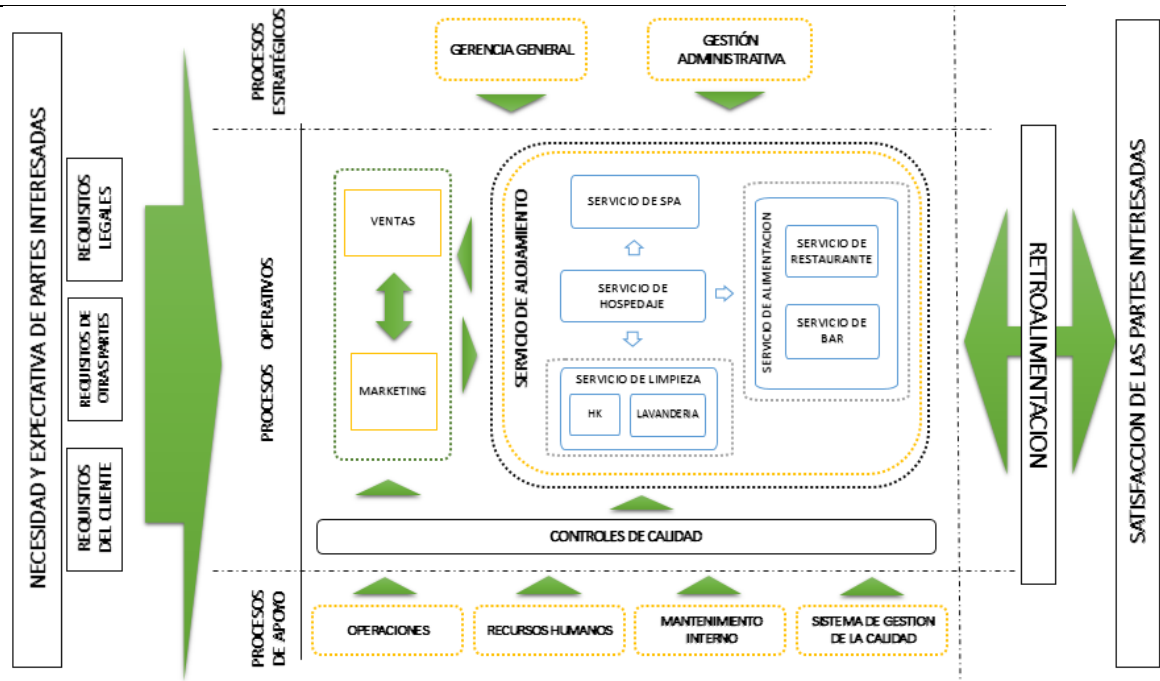 NECESIDAD Y EXPECTATIVA DE PARTES INTERESADAS
REQUISITOS
LEGALES
REQUISITOS DE
OTRAS PARTES
REQUISITOS
DEL CLIENTE
PROCESOS
ESTRATÉGICOS
GERENCIA GENERAL
GESTIÓN
ADMINISTRATIVA
PROCESOS OPERATIVOS
VENTAS
MARKETING
SERVICIO DE ALOJAMIENTO
SERVICIO DE SPA
SERVICIO DE
HOSPEDAJE
SERVICIO DE LIMPIEZA
HK
LAVANDERIA
SERVICIO DE ALIMENTACION
SERVICIO DE
RESTAURANTE
SERVICIO DE
BAR
CONTROLES DE CALIDAD
PROCESOS
DE APOYO
OPERACIONES
RECURSOS HUMANOS
MANTENIMIENTO
INTERNO
SISTEMA DE GESTION
DE LA CALIDAD
RETROALIMENTACION
SATISFACCION DE LAS PARTES INTERESADAS